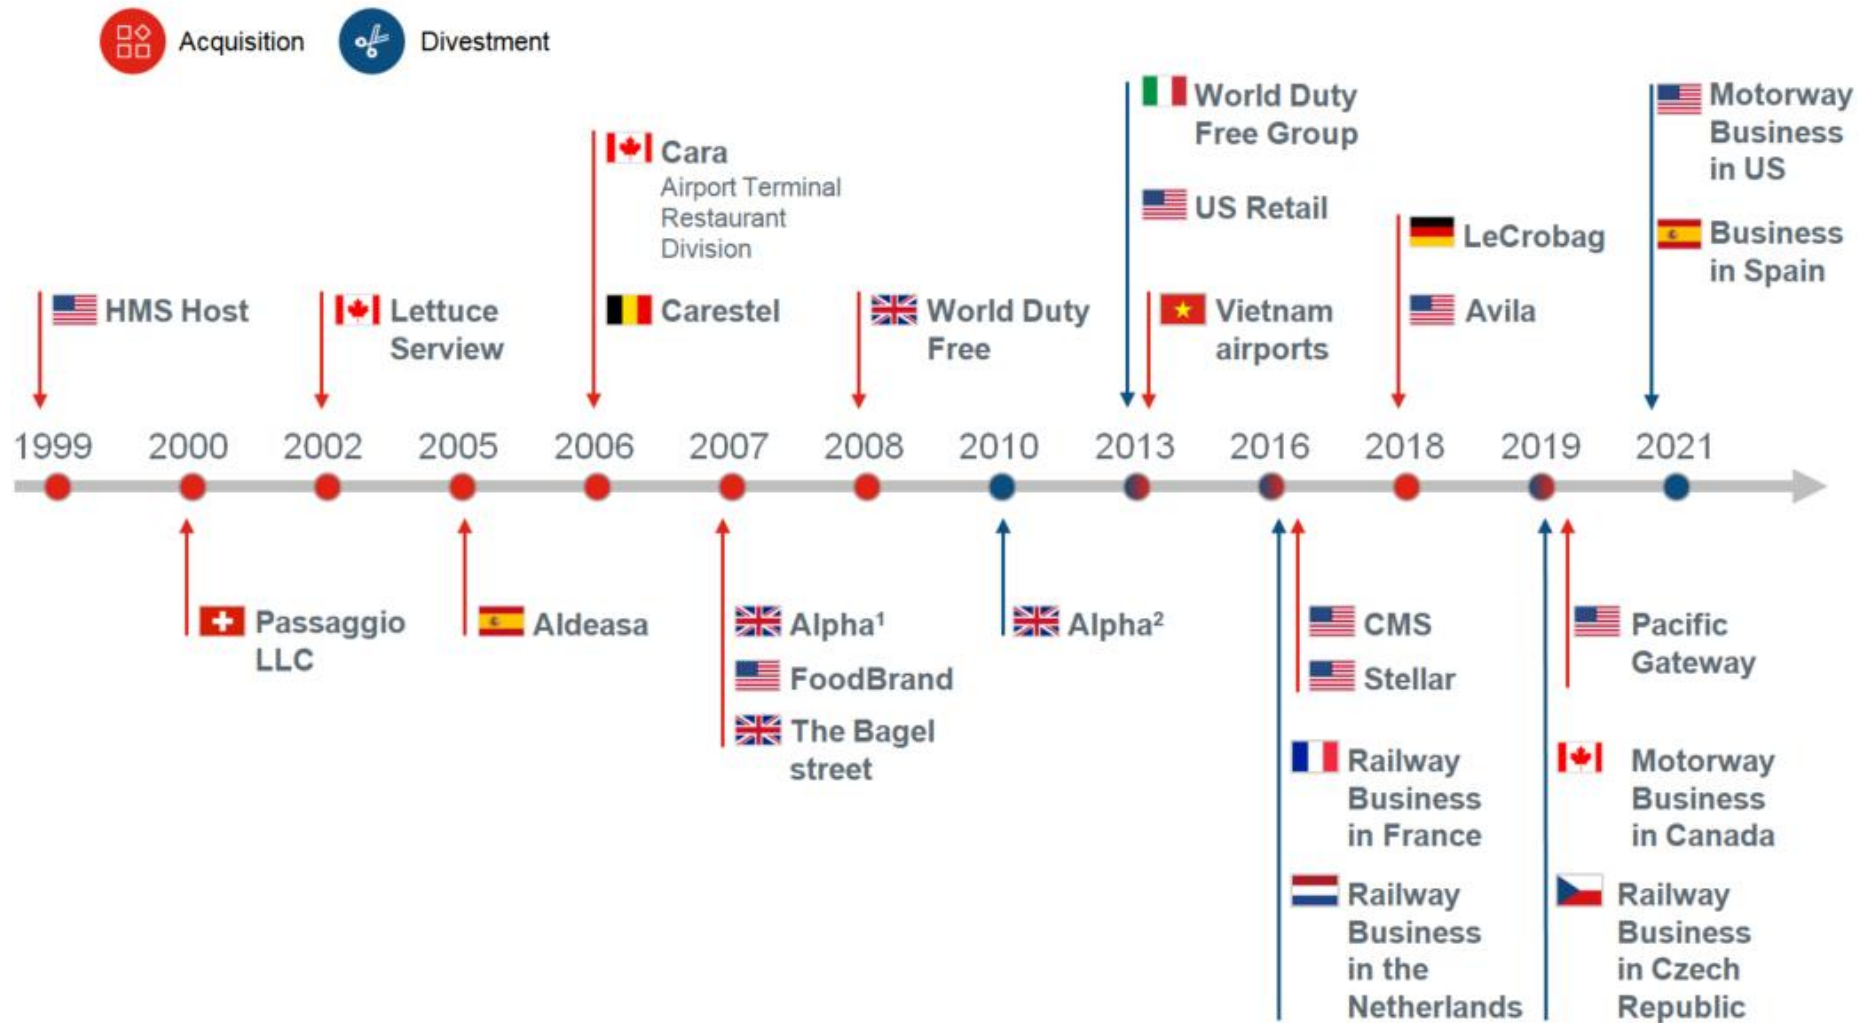 Acquisition
Divestment
World Duty
Free Group
US Retail
Motorway
Business
in US
Business
in Spain
Cara
Airport Terminal
Restaurant
Division
Carestel
LeCrobag
Avila
HMS Host
Lettuce
Serview
World Duty
Free
Vietnam
airports
1999
2000
2002
2005
2006
2007
2008
2010
2013
2016
2018
2019
2021
Passaggio
LLC
Aldeasa
Alpha¹
FoodBrand
The Bagel
street
Alpha²
CMS
Stellar
Railway
Business
in France
Railway
Business
in the
Netherlands
Pacific
Gateway
Motorway
Business
in Canada
Railway
Business
in Czech
Republic